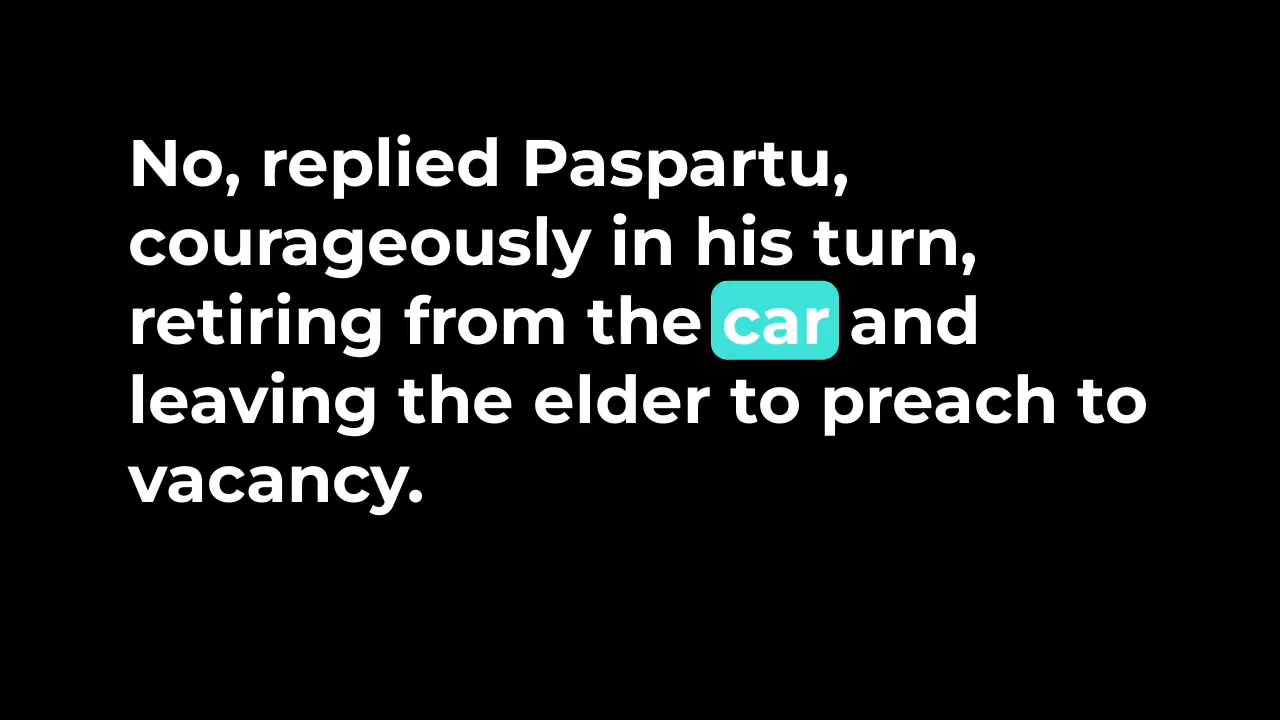 No, replied Paspartu,
courageously in his turn,
retiring from the car and
leaving the elder to preach to
vacancy.